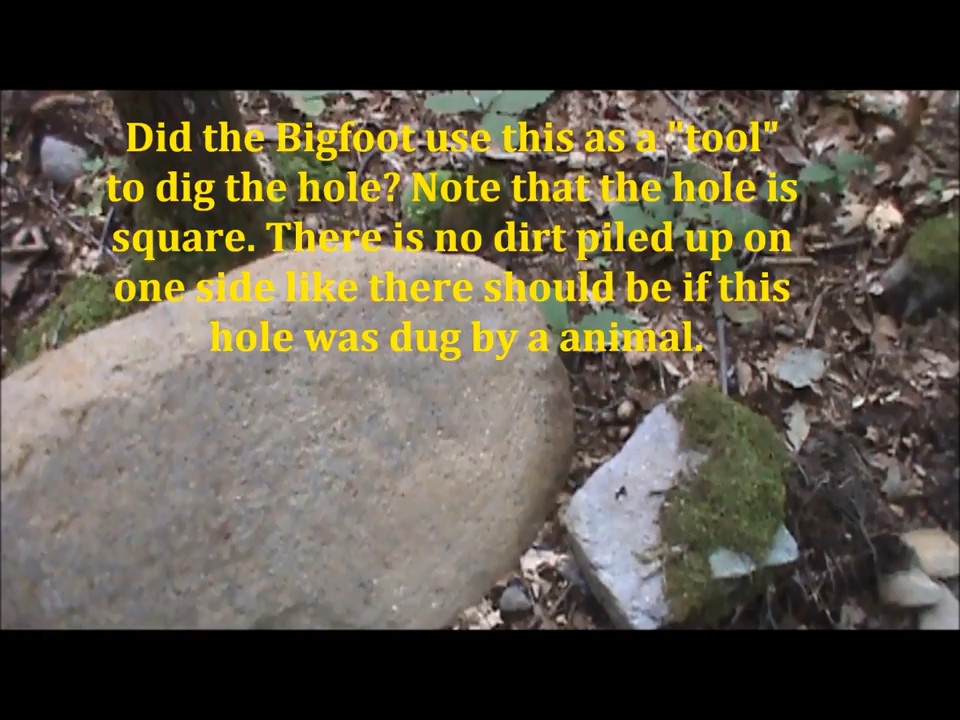 Did the Bigfoot use this as a "tool"
to dig the hole? Note that the hole is
square. There is no dirt piled up on
one side like there should be if this
hole was dug by a animal.